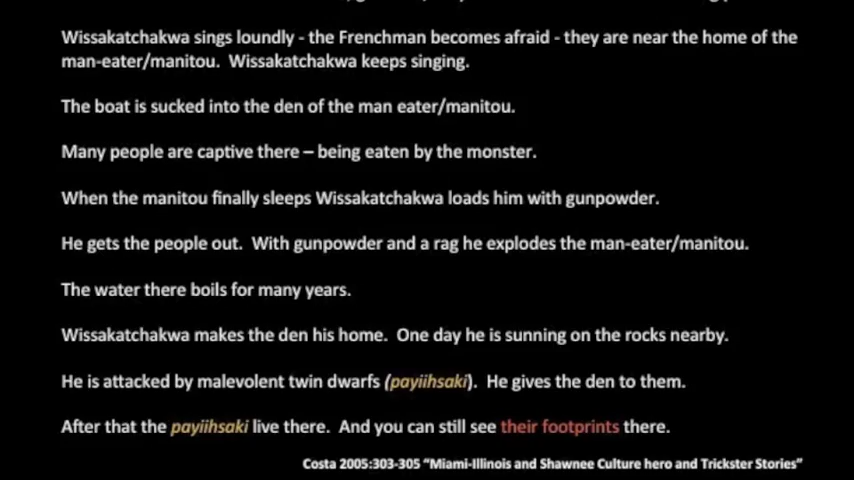 Wissakatchakwa sings loundly - the Frenchman becomes afraid - they are near the home of the
man-eater/manitou. Wissakatchakwa keeps singing.
The boat is sucked into the den of the man eater/manitou.
Many people are captive there – being eaten by the monster.
When the manitou finally sleeps Wissakatchakwa loads him with gunpowder.
He gets the people out. With gunpowder and a rag he explodes the man-eater/manitou.
The water there boils for many years.
Wissakatchakwa makes the den his home. One day he is sunning on the rocks nearby.
He is attacked by malevolent twin dwarfs (payiihsaki). He gives the den to them.
After that the payiihsaki live there. And you can still see their footprints there.
Costa 2005:303-305 “Miami-Illinois and Shawnee Culture hero and Trickster Stories”